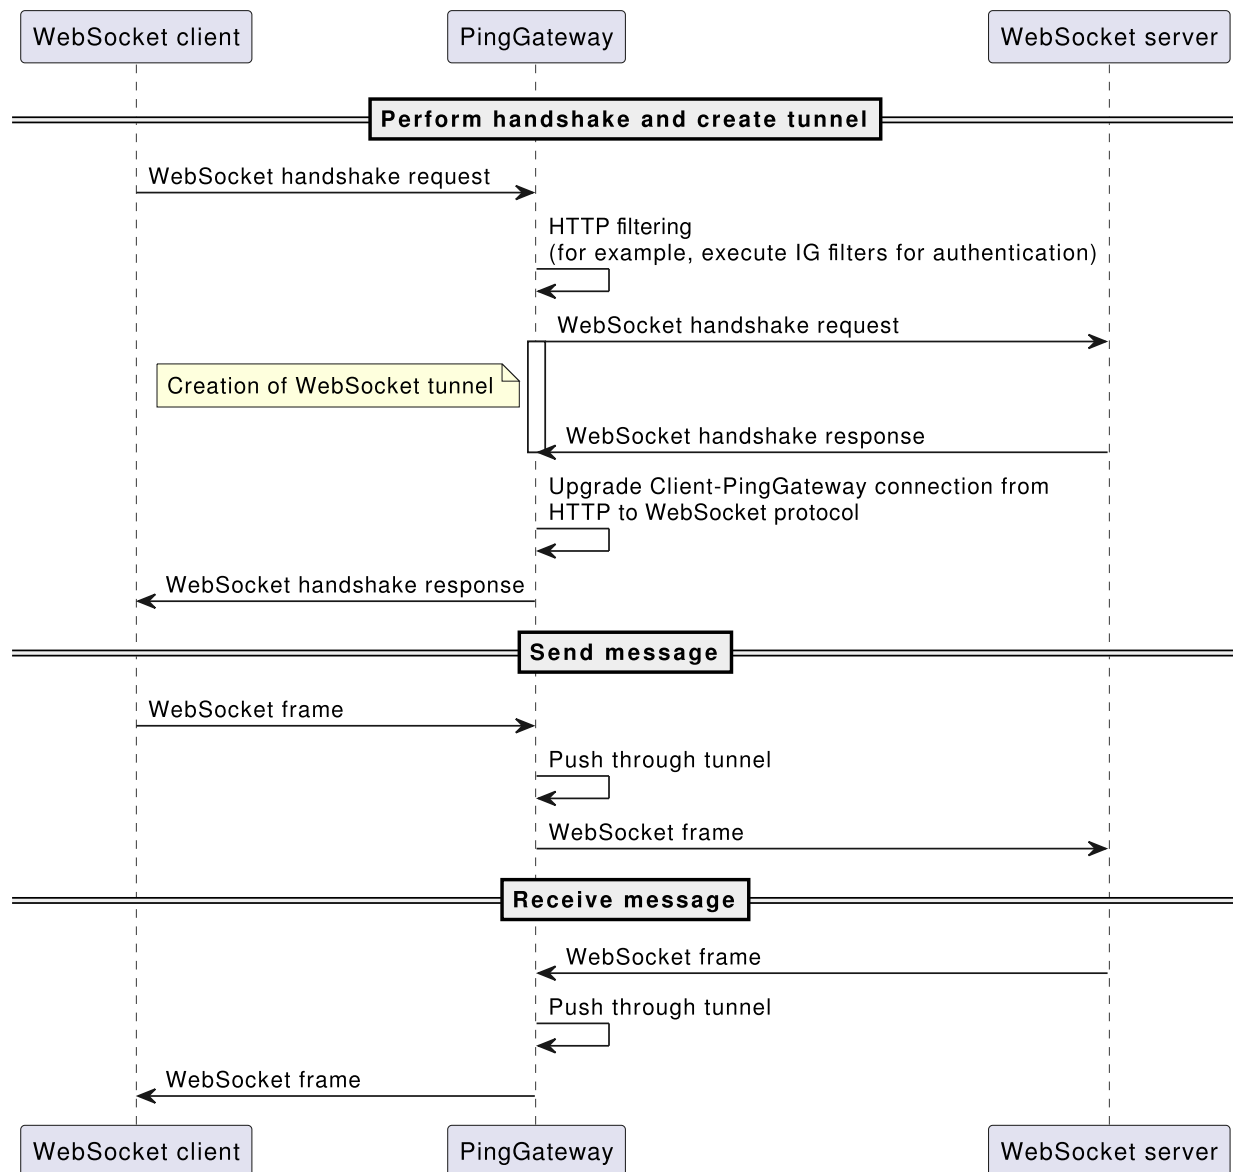 WebSocket client
PingGateway
WebSocket server
Perform handshake and create tunnel
WebSocket handshake request
HTTP filtering
(for example, execute IG filters for authentication)
WebSocket handshake request
Creation of WebSocket tunnel
WebSocket handshake response
Upgrade Client-PingGateway connection from
HTTP to WebSocket protocol
WebSocket handshake response
Send message
WebSocket frame
Push through tunnel
WebSocket frame
Receive message
WebSocket frame
Push through tunnel
WebSocket frame
WebSocket client
PingGateway
WebSocket server